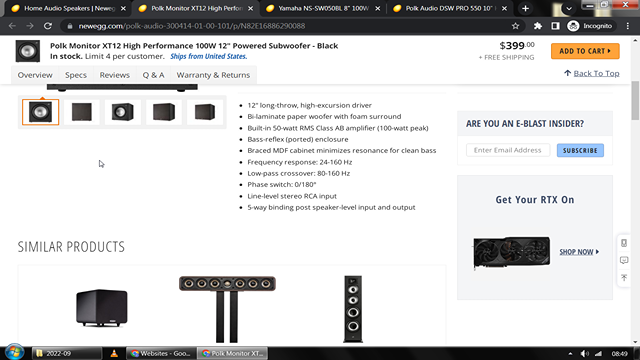 Home Audio Speakers | Newegg.c
Polk Monitor XT12 High Perform
Yamaha NS-SW050BL 8" 100W
Polk Audio DSW PRO 550 10"
newegg.com/polk-audio-300414-01-00-101/p/N82E16886290088
Incognito
Polk Monitor XT12 High Performance 100W 12" Powered Subwoofer - Black
In stock. Limit 4 per customer. Ships from United States.
$399.00
+ FREE SHIPPING
ADD TO CART
Overview Specs Reviews Q & A Warranty & Returns
Back To Top
• 12" long-throw, high-excursion driver
• Bi-laminate paper woofer with foam surround
• Built-in 50-watt RMS Class AB amplifier (100-watt peak)
• Bass-reflex (ported) enclosure
• Braced MDF cabinet minimizes resonance for clean bass
• Frequency response: 24-160 Hz
• Low-pass crossover: 80-160 Hz
• Phase switch: 0/180°
• Line-level stereo RCA input
• 5-way binding post speaker-level input and output
ARE YOU AN E-BLAST INSIDER?
Enter Email Address
SUBSCRIBE
Get Your RTX On
SHOP NOW
SIMILAR PRODUCTS
2022-09
Websites - Goo...
Polk Monitor XT...
08:49